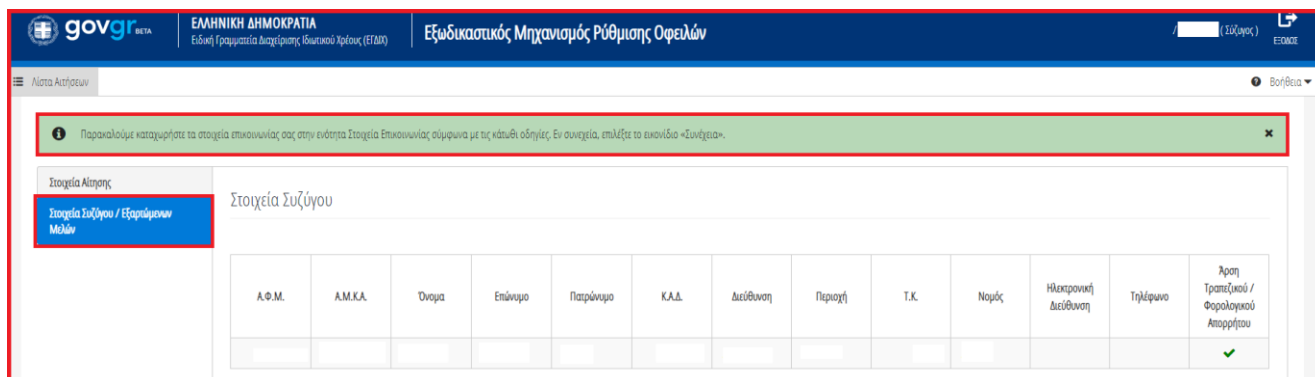 govgr BETA
ΕΛΛΗΝΙΚΗ ΔΗΜΟΚΡΑΤΙΑ
Ειδική Γραμματεία Διαχείρισης Ιδιωτικού Χρέους (ΕΓΔΙΧ)
Εξωδικαστικός Μηχανισμός Ρύθμισης Οφειλών
/ ( Σύζυγος )
ΕΞΟΔΟΣ
Λίστα Αιτήσεων
Βοήθεια
Παρακαλούμε καταχωρήστε τα στοιχεία επικοινωνίας σας στην ενότητα Στοιχεία Επικοινωνίας σύμφωνα με τις κάτωθι οδηγίες. Εν συνεχεία, επιλέξτε το εικονίδιο «Συνέχεια».
Στοιχεία Αίτησης
Στοιχεία Συζύγου / Εξαρτώμενων
Μελών
Στοιχεία Συζύγου
Α.Φ.Μ.
Α.Μ.Κ.Α.
Όνομα
Επώνυμο
Πατρώνυμο
Κ.Α.Δ.
Διεύθυνση
Περιοχή
Τ.Κ.
Νομός
Ηλεκτρονική
Διεύθυνση
Τηλέφωνο
Άρση
Τραπεζικού /
Φορολογικού
Απορρήτου